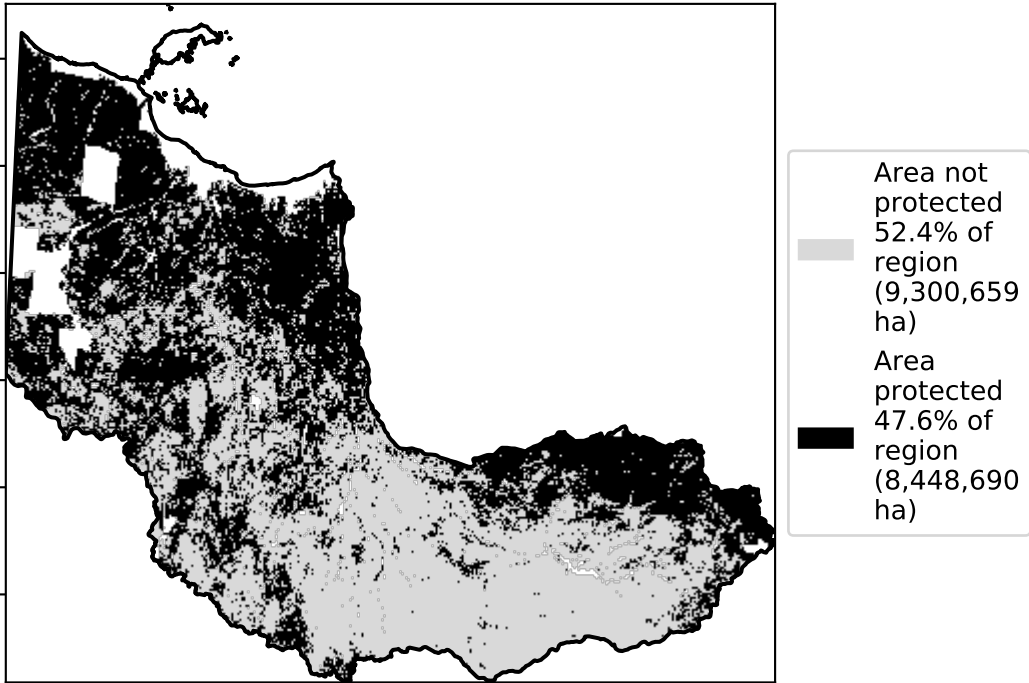 Area not
protected
52.4% of
region
(9,300,659
ha)
Area
protected
47.6% of
region
(8,448,690
ha)